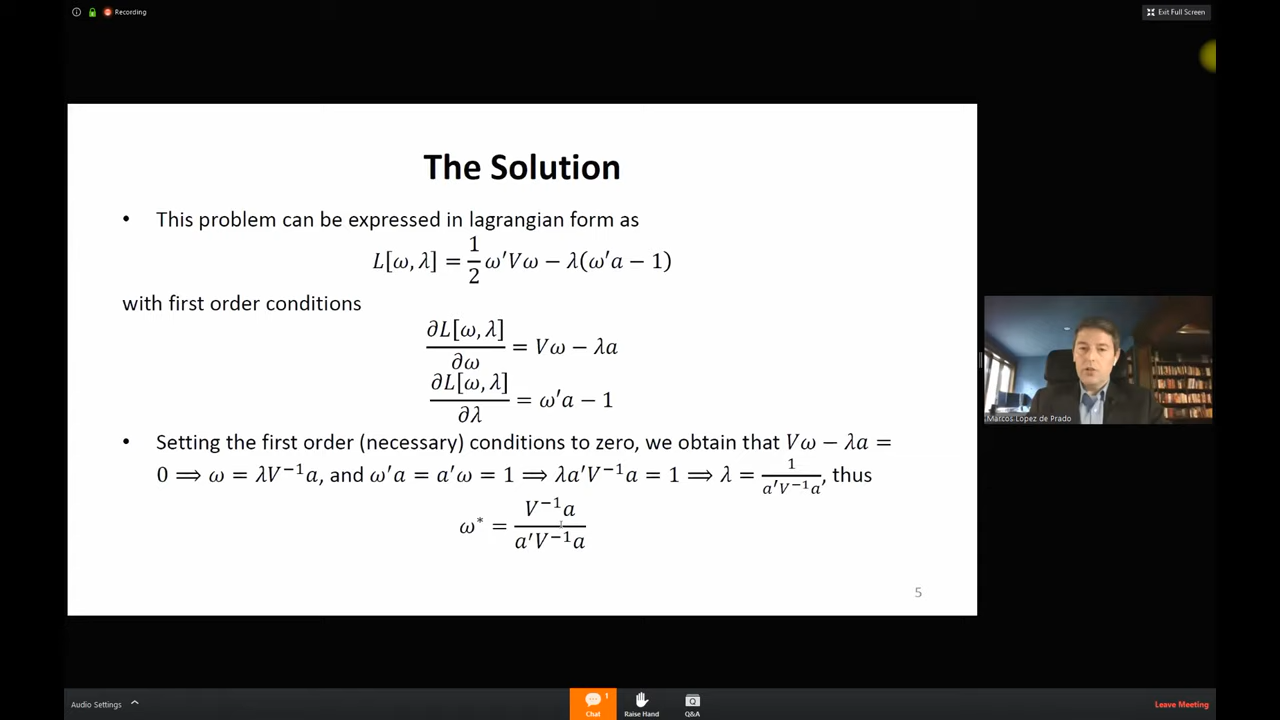 Recording
Exit Full Screen
The Solution
• This problem can be expressed in lagrangian form as
L[ω, λ] = 1/2 ω′Vω − λ(ω′a − 1)
with first order conditions
∂L[ω, λ]/∂ω = Vω − λa
∂L[ω, λ]/∂λ = ω′a − 1
• Setting the first order (necessary) conditions to zero, we obtain that Vω − λa =
0 ⟹ ω = λV⁻¹a, and ω′a = a′ω = 1 ⟹ λa′V⁻¹a = 1 ⟹ λ = 1/a′V⁻¹a, thus
ω* = V⁻¹a/a′V⁻¹a
5
Marcos Lopez de Prado
Audio Settings
1
Chat
Raise Hand
Q&A
Leave Meeting